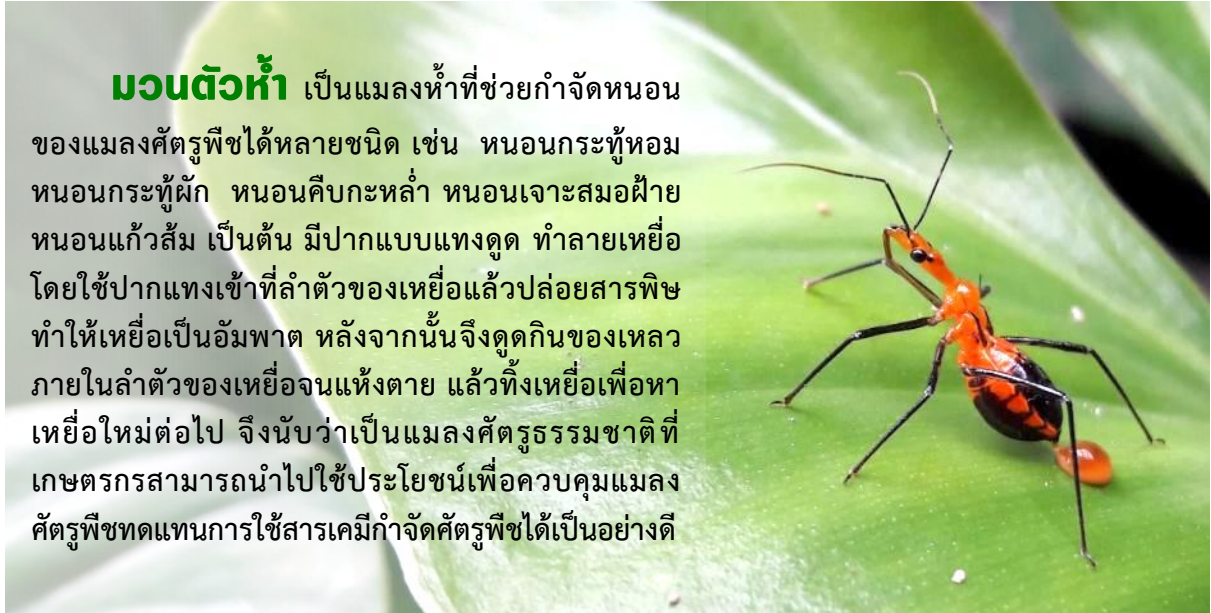 มวนตัวห้ำ เป็นแมลงห้ำที่ช่วยกำจัดหนอน
ของแมลงศัตรูพืชได้หลายชนิด เช่น หนอนกระทู้หอม
หนอนกระทู้ผัก หนอนคืบกะหล่ำ หนอนเจาะสมอฝ้าย
หนอนแก้วส้ม เป็นต้น มีปากแบบแทงดูด ทำลายเหยื่อ
โดยใช้ปากแทงเข้าที่ลำตัวของเหยื่อแล้วปล่อยสารพิษ
ทำให้เหยื่อเป็นอัมพาต หลังจากนั้นจึงดูดกินของเหลว
ภายในลำตัวของเหยื่อจนแห้งตาย แล้วทิ้งเหยื่อเพื่อหา
เหยื่อใหม่ต่อไป จึงนับว่าเป็นแมลงศัตรูธรรมชาติที่
เกษตรกรสามารถนำไปใช้ประโยชน์เพื่อควบคุมแมลง
ศัตรูพืชทดแทนการใช้สารเคมีกำจัดศัตรูพืชได้เป็นอย่างดี